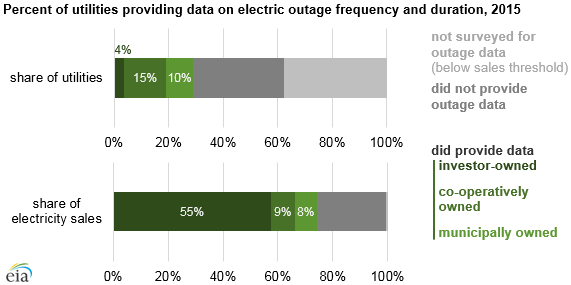 Percent of utilities providing data on electric outage frequency and duration, 2015
4%
share of utilities
15%
10%
0%
20%
40%
60%
80%
100%
not surveyed for
outage data
(below sales threshold)
did not provide
outage data
share of
electricity sales
55%
9%
8%
0%
20%
40%
60%
80%
100%
did provide data
investor-owned
co-operatively
owned
municipally owned
eia